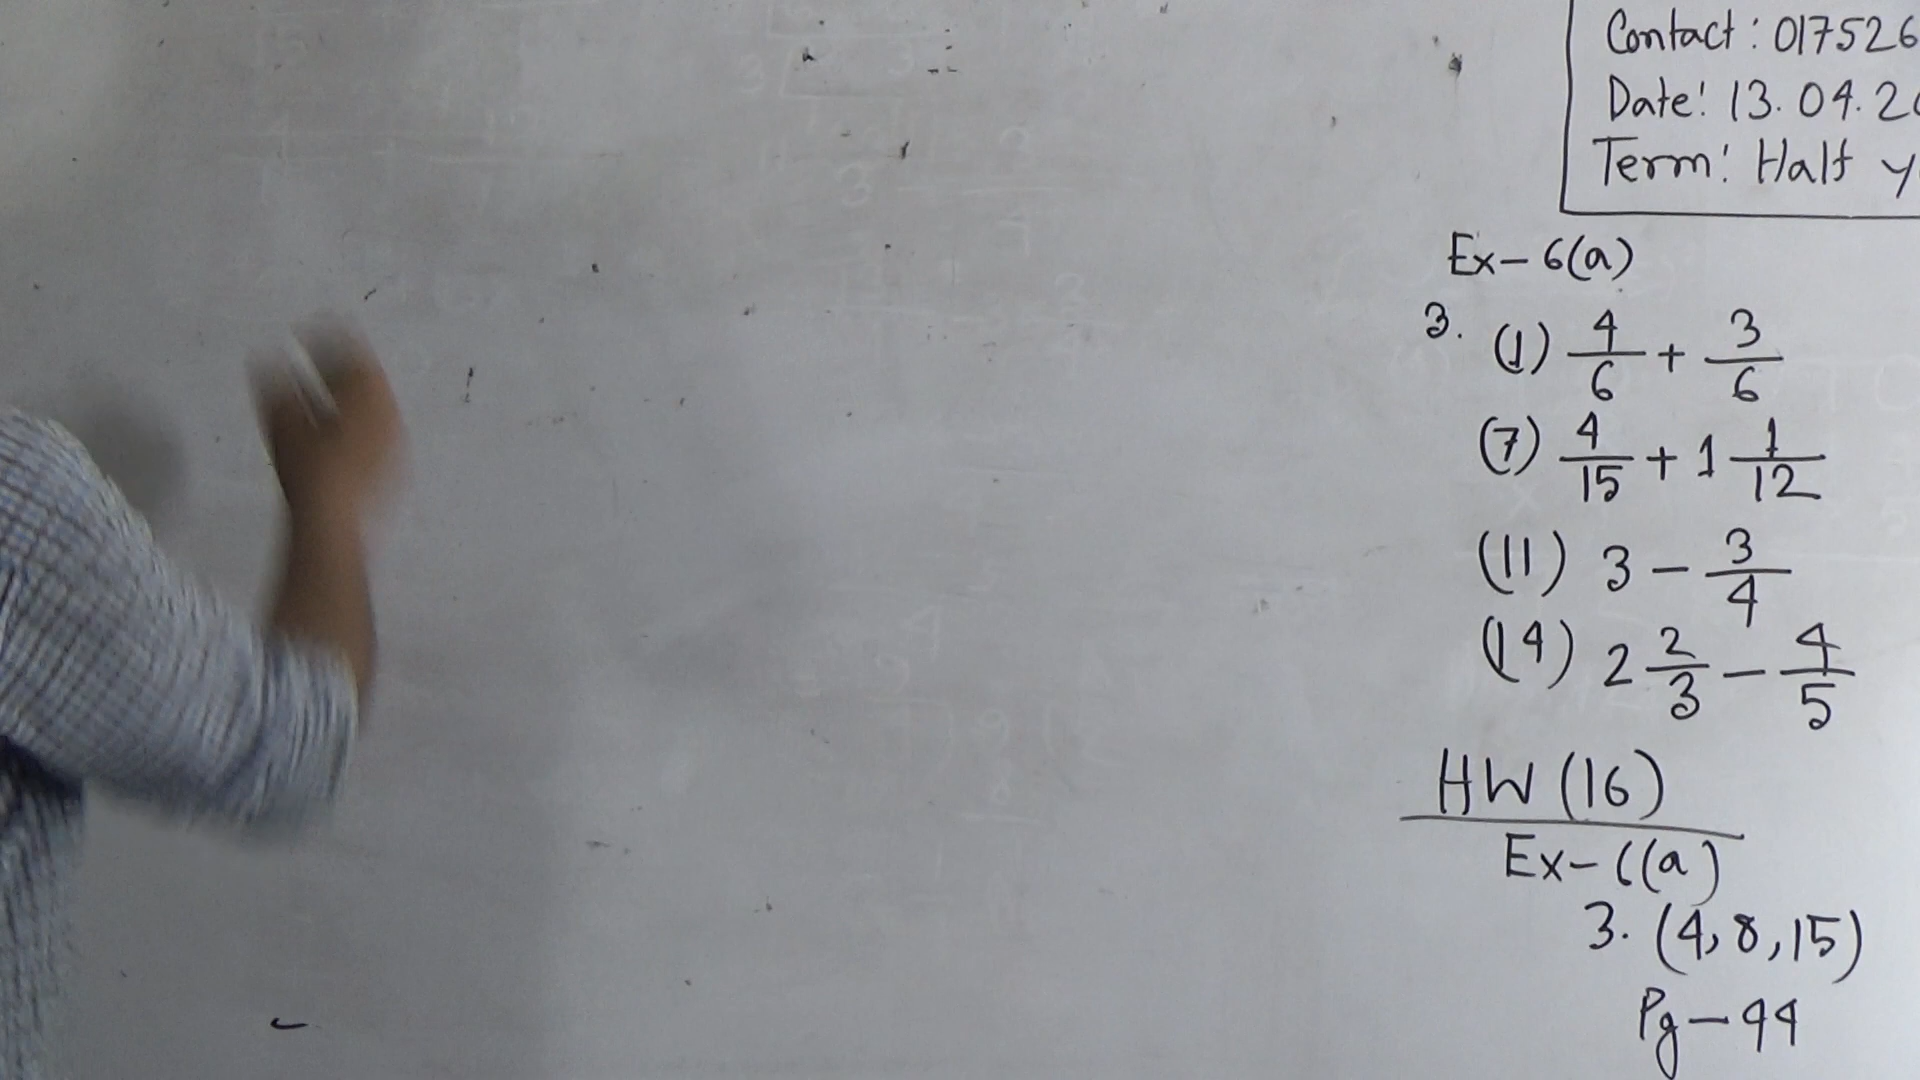 Contact: 017526
Date: 13.04.20
Term: Half y
Ex-6(a)
3. (1) 4/6 + 3/6
(7) 4/15 + 1 1/12
(11) 3 - 3/4
(14) 2 2/3 - 4/5
HW (16)
Ex-6(a)
3. (4, 8, 15)
Pg-44